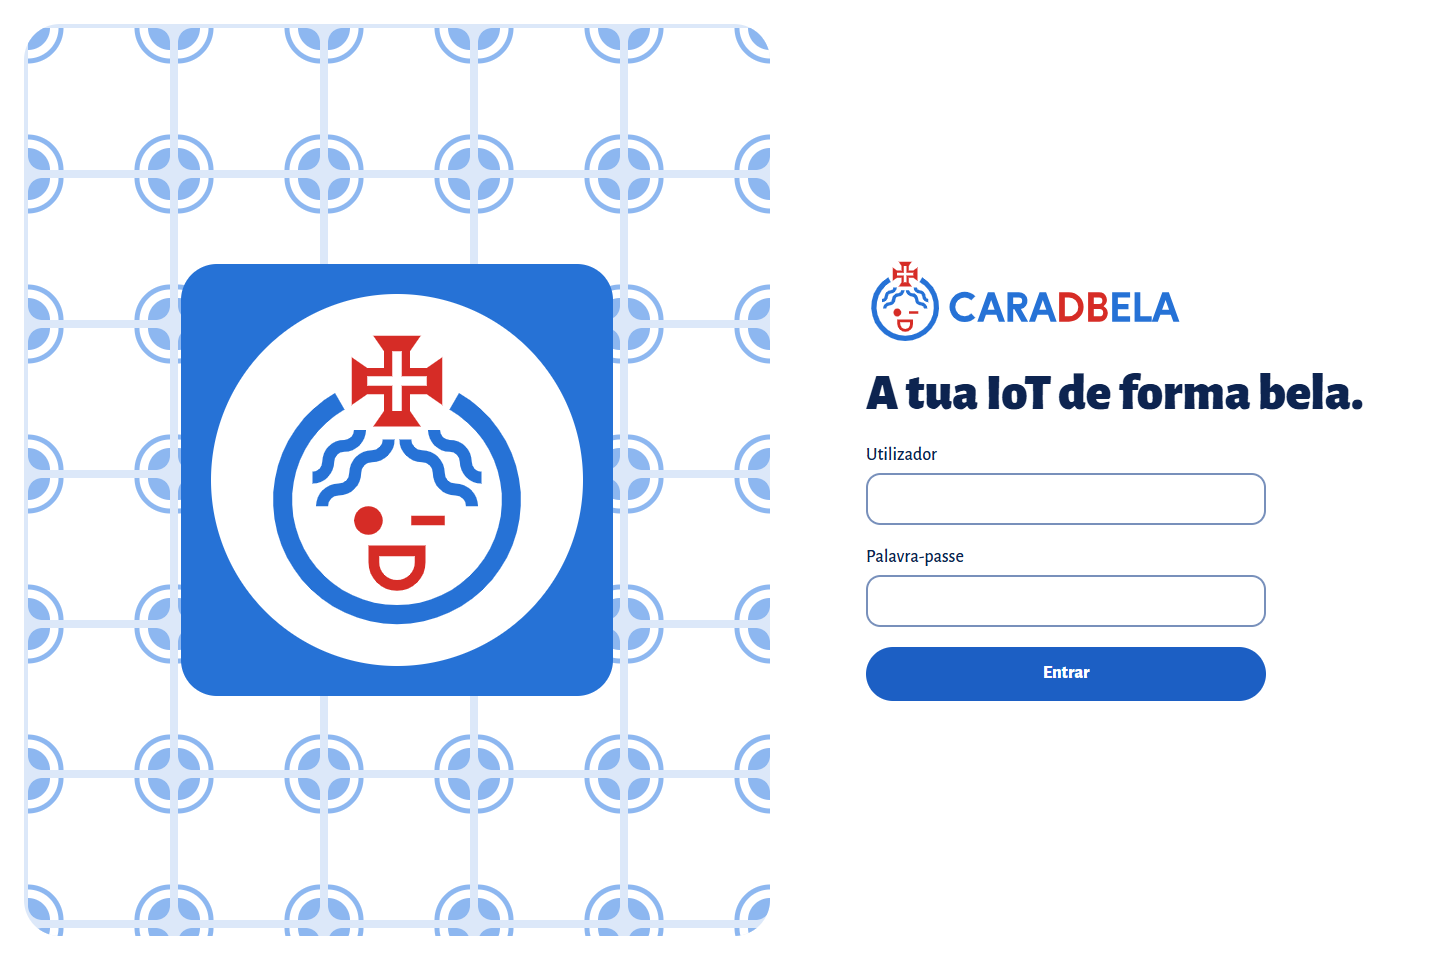 CARADBELA
A tua IoT de forma bela.
Utilizador
Palavra-passe
Entrar